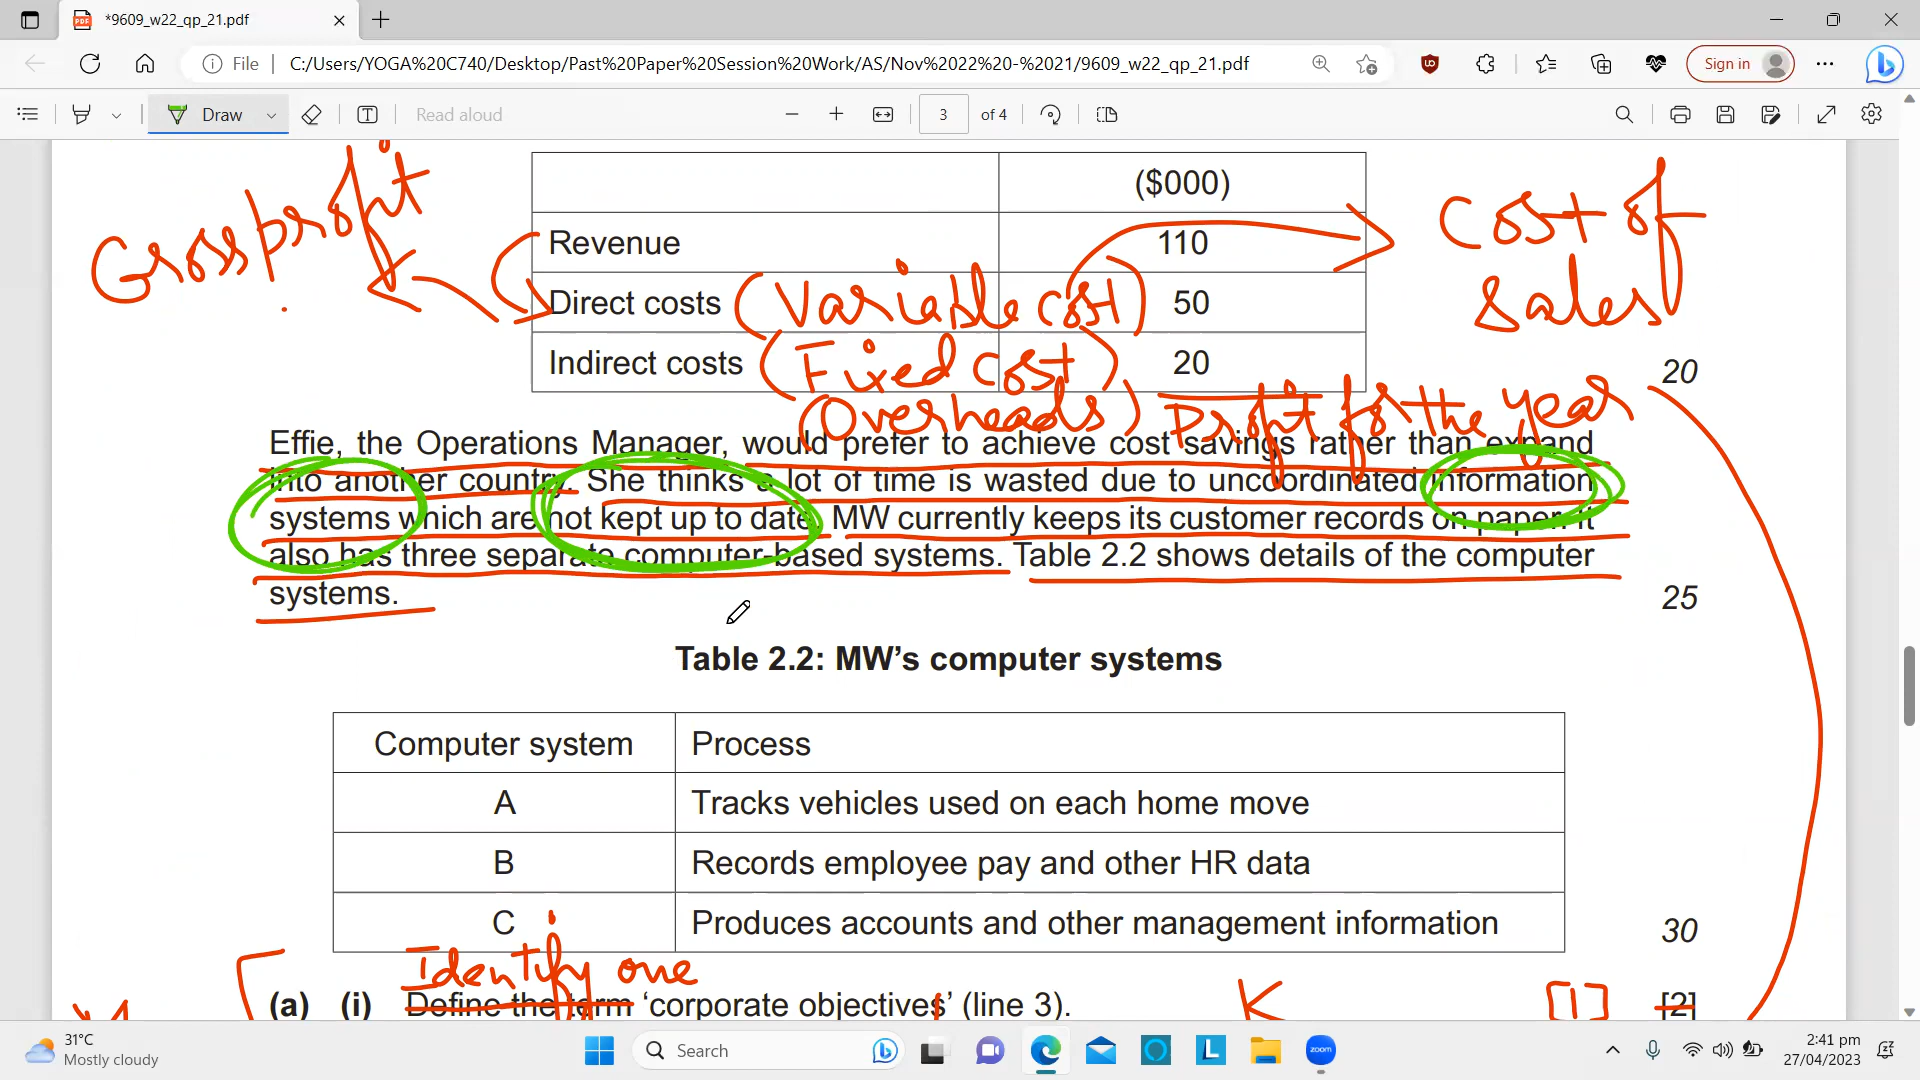 *9609_w22_qp_21.pdf
File
C:/Users/YOGA%20C740/Desktop/Past%20Paper%20Session%20Work/AS/Nov%2022%20-%2021/9609_w22_qp_21.pdf
Sign in
Draw
Read aloud
3 of 4
($000)
Gross profit
Revenue 110
Cost of
sales
Direct costs (Variable cost) 50
Indirect costs (Fixed cost) 20
20
(Overheads) Profit for the year
Effie, the Operations Manager, would prefer to achieve cost savings rather than expand
into another country. She thinks a lot of time is wasted due to uncoordinated information
systems which are not kept up to date. MW currently keeps its customer records on paper. It
also has three separate computer-based systems. Table 2.2 shows details of the computer
systems.
25
Table 2.2: MW’s computer systems
Computer system Process
A Tracks vehicles used on each home move
B Records employee pay and other HR data
C Produces accounts and other management information
30
Identify one
K
(a) (i) Define the term ‘corporate objectives’ (line 3). [1] [2]
31°C
Mostly cloudy
Search
zoom
2:41 pm
27/04/2023